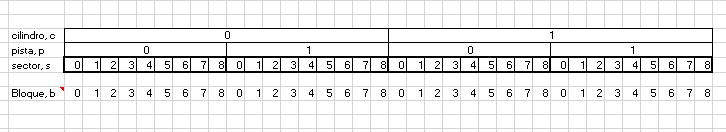 cilindro, c 0 1
pista, p 0 1 0 1
sector, s 0 1 2 3 4 5 6 7 8 0 1 2 3 4 5 6 7 8 0 1 2 3 4 5 6 7 8 0 1 2 3 4 5 6 7 8
Bloque, b 0 1 2 3 4 5 6 7 8 0 1 2 3 4 5 6 7 8 0 1 2 3 4 5 6 7 8 0 1 2 3 4 5 6 7 8